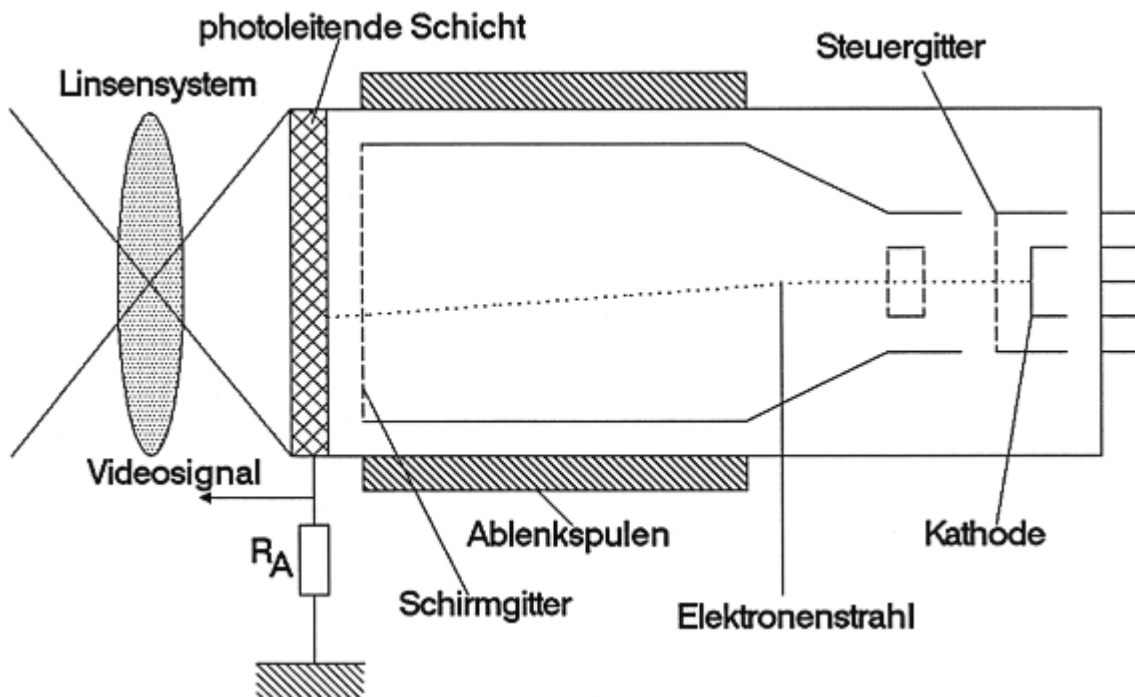 photoleitende Schicht
Steuergitter
Linsensystem
Videosignal
Ablenkspulen
Kathode
RA
Schirmgitter
Elektronenstrahl